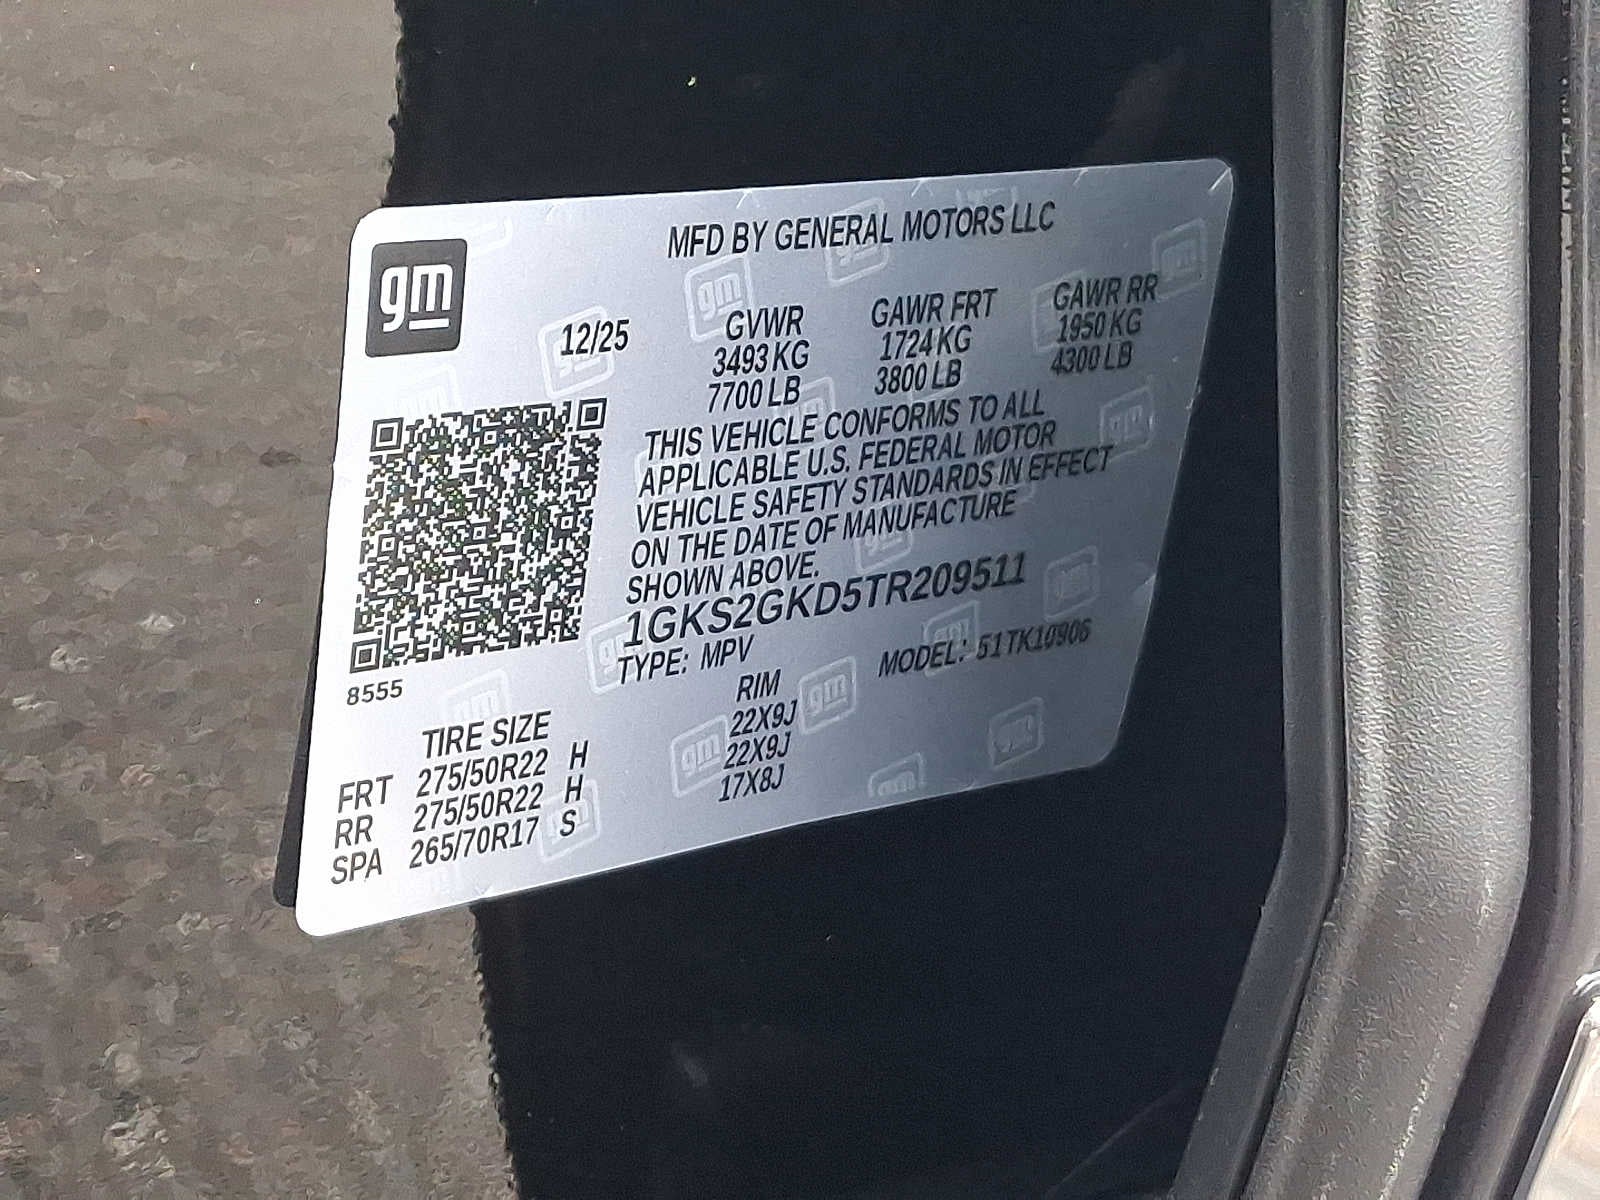 MFD BY GENERAL MOTORS LLC
gm
12/25
GVWR GAWR FRT GAWR RR
3493 KG 1724 KG 1950 KG
7700 LB 3800 LB 4300 LB
THIS VEHICLE CONFORMS TO ALL
APPLICABLE U.S. FEDERAL MOTOR
VEHICLE SAFETY STANDARDS IN EFFECT
ON THE DATE OF MANUFACTURE
SHOWN ABOVE.
1GKS2GKD5TR209511
TYPE: MPV MODEL: 51TK10906
8555
TIRE SIZE RIM
FRT 275/50R22 H 22X9J
RR 275/50R22 H 22X9J
SPA 265/70R17 S 17X8J